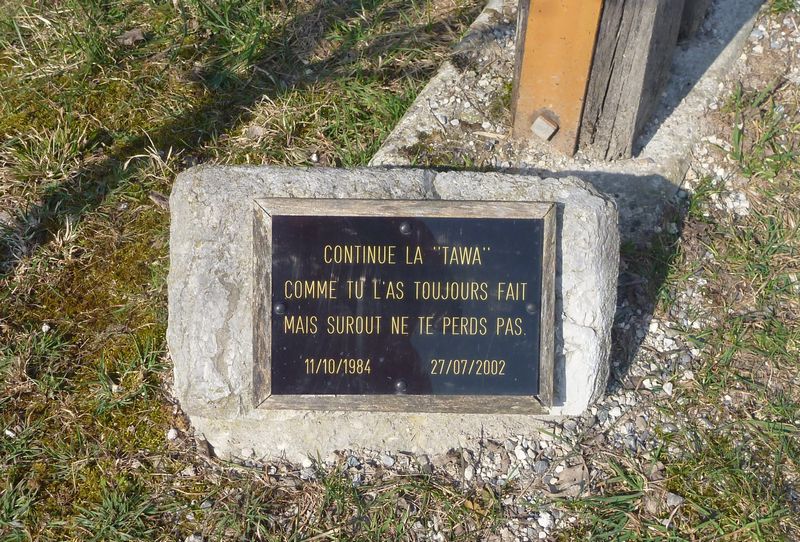 CONTINUE LA "TAWA"
COMME TU L'AS TOUJOURS FAIT
MAIS SUROUT NE TE PERDS PAS.
11/10/1984 27/07/2002